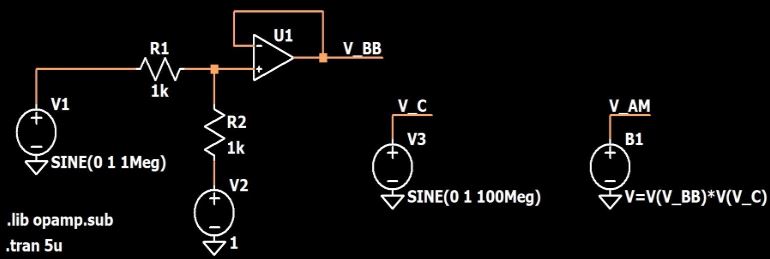 U1
R1
V_BB
1k
V1
V_C
V_AM
R2
V3
B1
1k
SINE(0 1 1Meg)
V2
SINE(0 1 100Meg)
V=V(V_BB)*V(V_C)
.lib opamp.sub
.tran 5u
1